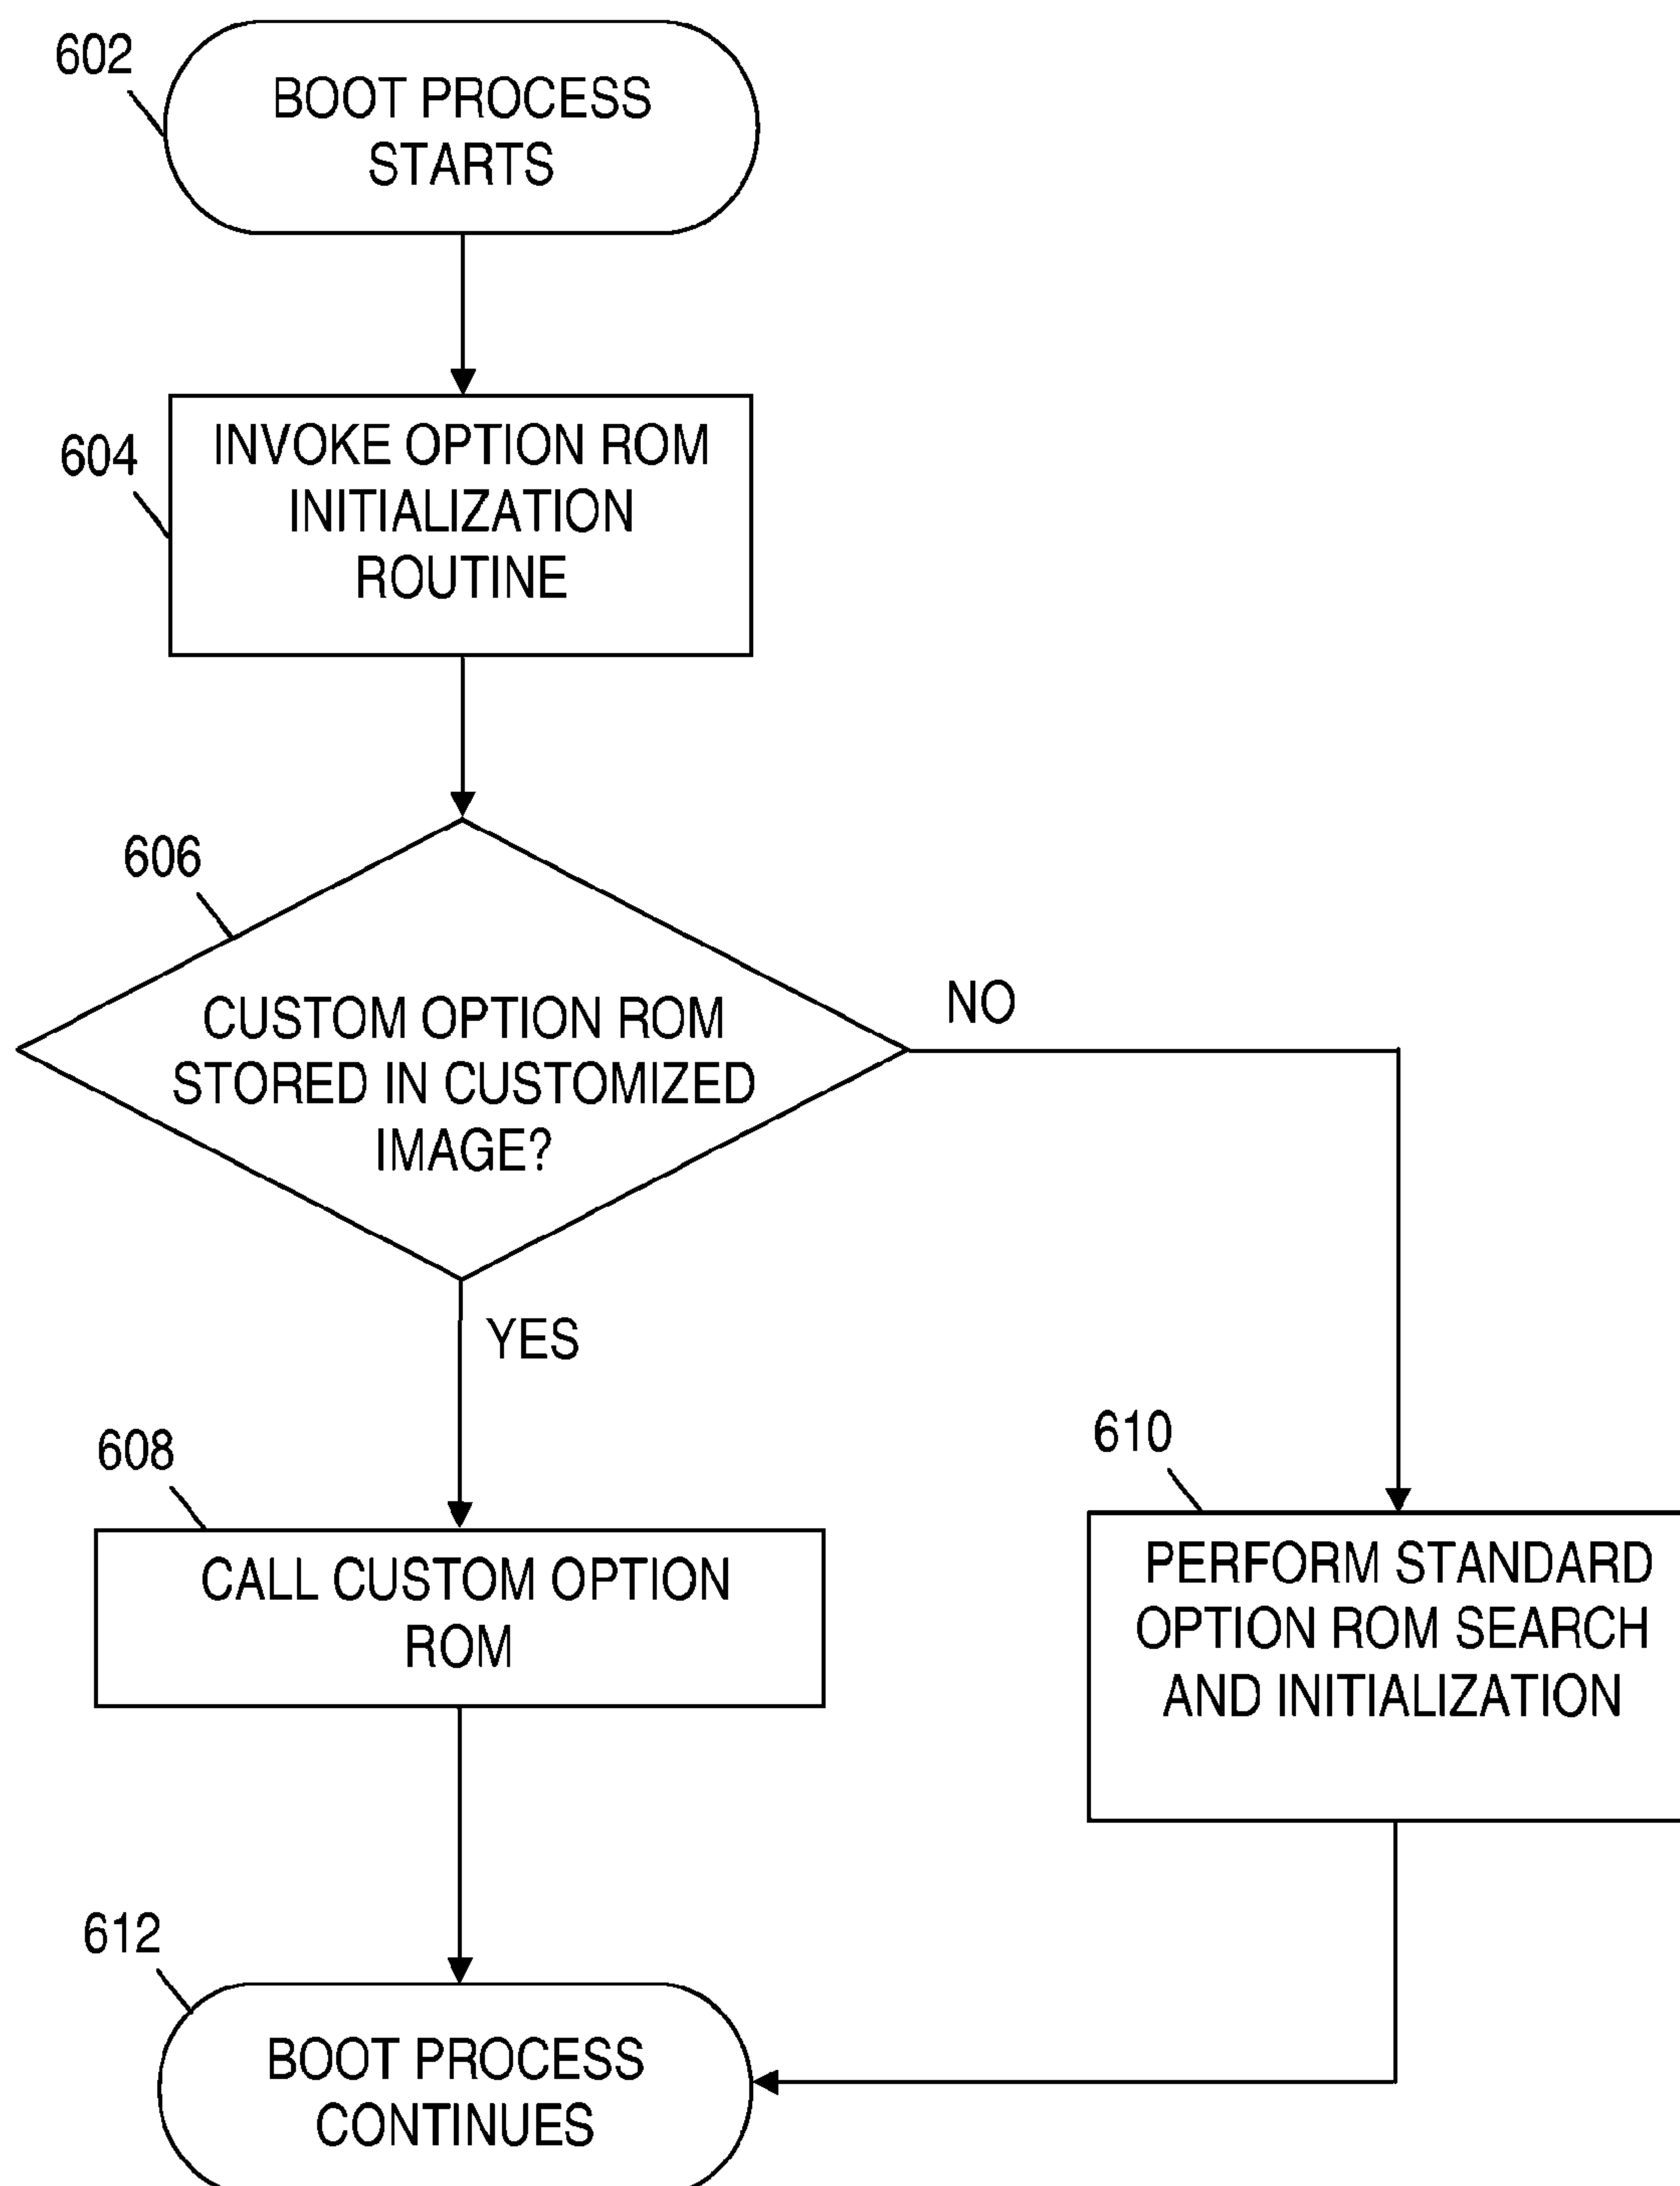 602
BOOT PROCESS
STARTS
604
INVOKE OPTION ROM
INITIALIZATION
ROUTINE
606
CUSTOM OPTION ROM
STORED IN CUSTOMIZED
IMAGE?
NO
YES
608
CALL CUSTOM OPTION
ROM
610
PERFORM STANDARD
OPTION ROM SEARCH
AND INITIALIZATION
612
BOOT PROCESS
CONTINUES